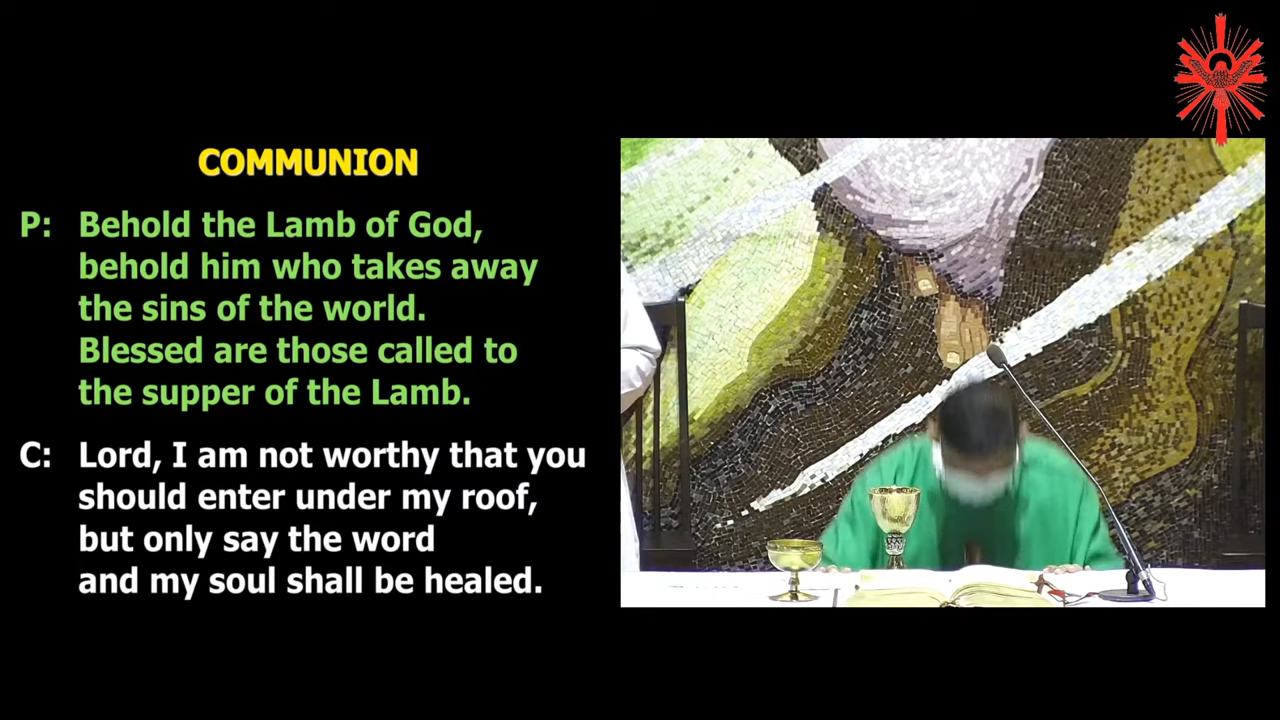 COMMUNION
P: Behold the Lamb of God,
behold him who takes away
the sins of the world.
Blessed are those called to
the supper of the Lamb.
C: Lord, I am not worthy that you
should enter under my roof,
but only say the word
and my soul shall be healed.